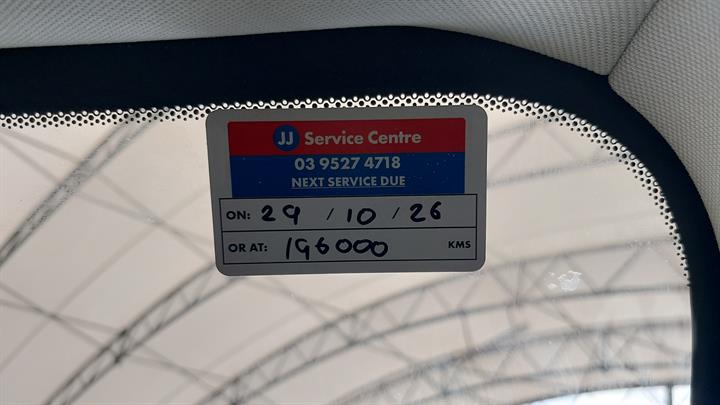 JJ Service Centre
03 9527 4718
NEXT SERVICE DUE
ON: 29 / 10 / 26
OR AT: 196000 KMS